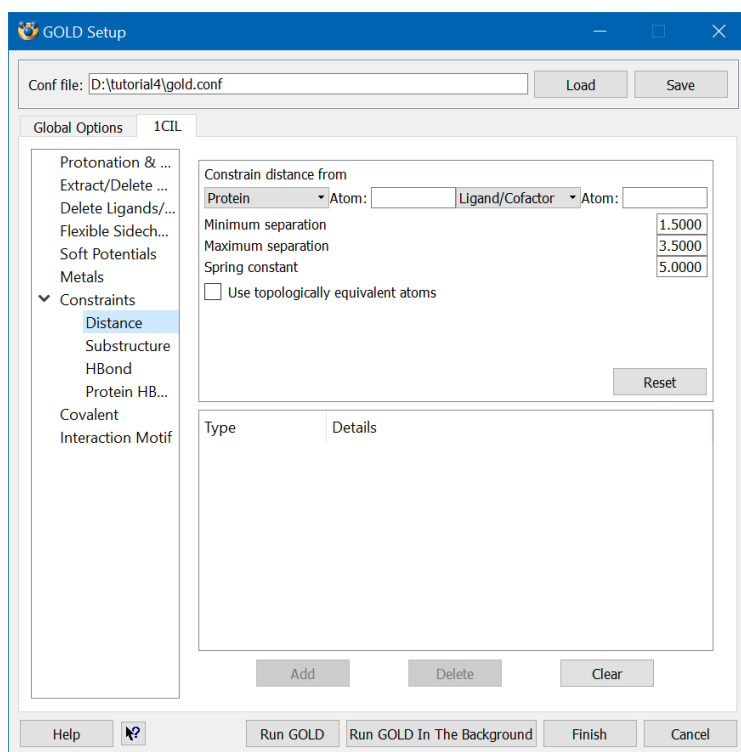 GOLD Setup
Conf file: D:\tutorial4\gold.conf Load Save
Global Options 1CIL
Protonation & ...
Extract/Delete ...
Delete Ligands/...
Flexible Sidech...
Soft Potentials
Metals
Constraints
Distance
Substructure
HBond
Protein HB...
Covalent
Interaction Motif
Constrain distance from
Protein Atom: Ligand/Cofactor Atom:
Minimum separation 1.5000
Maximum separation 3.5000
Spring constant 5.0000
Use topologically equivalent atoms
Reset
Type Details
Add Delete Clear
Help Run GOLD Run GOLD In The Background Finish Cancel